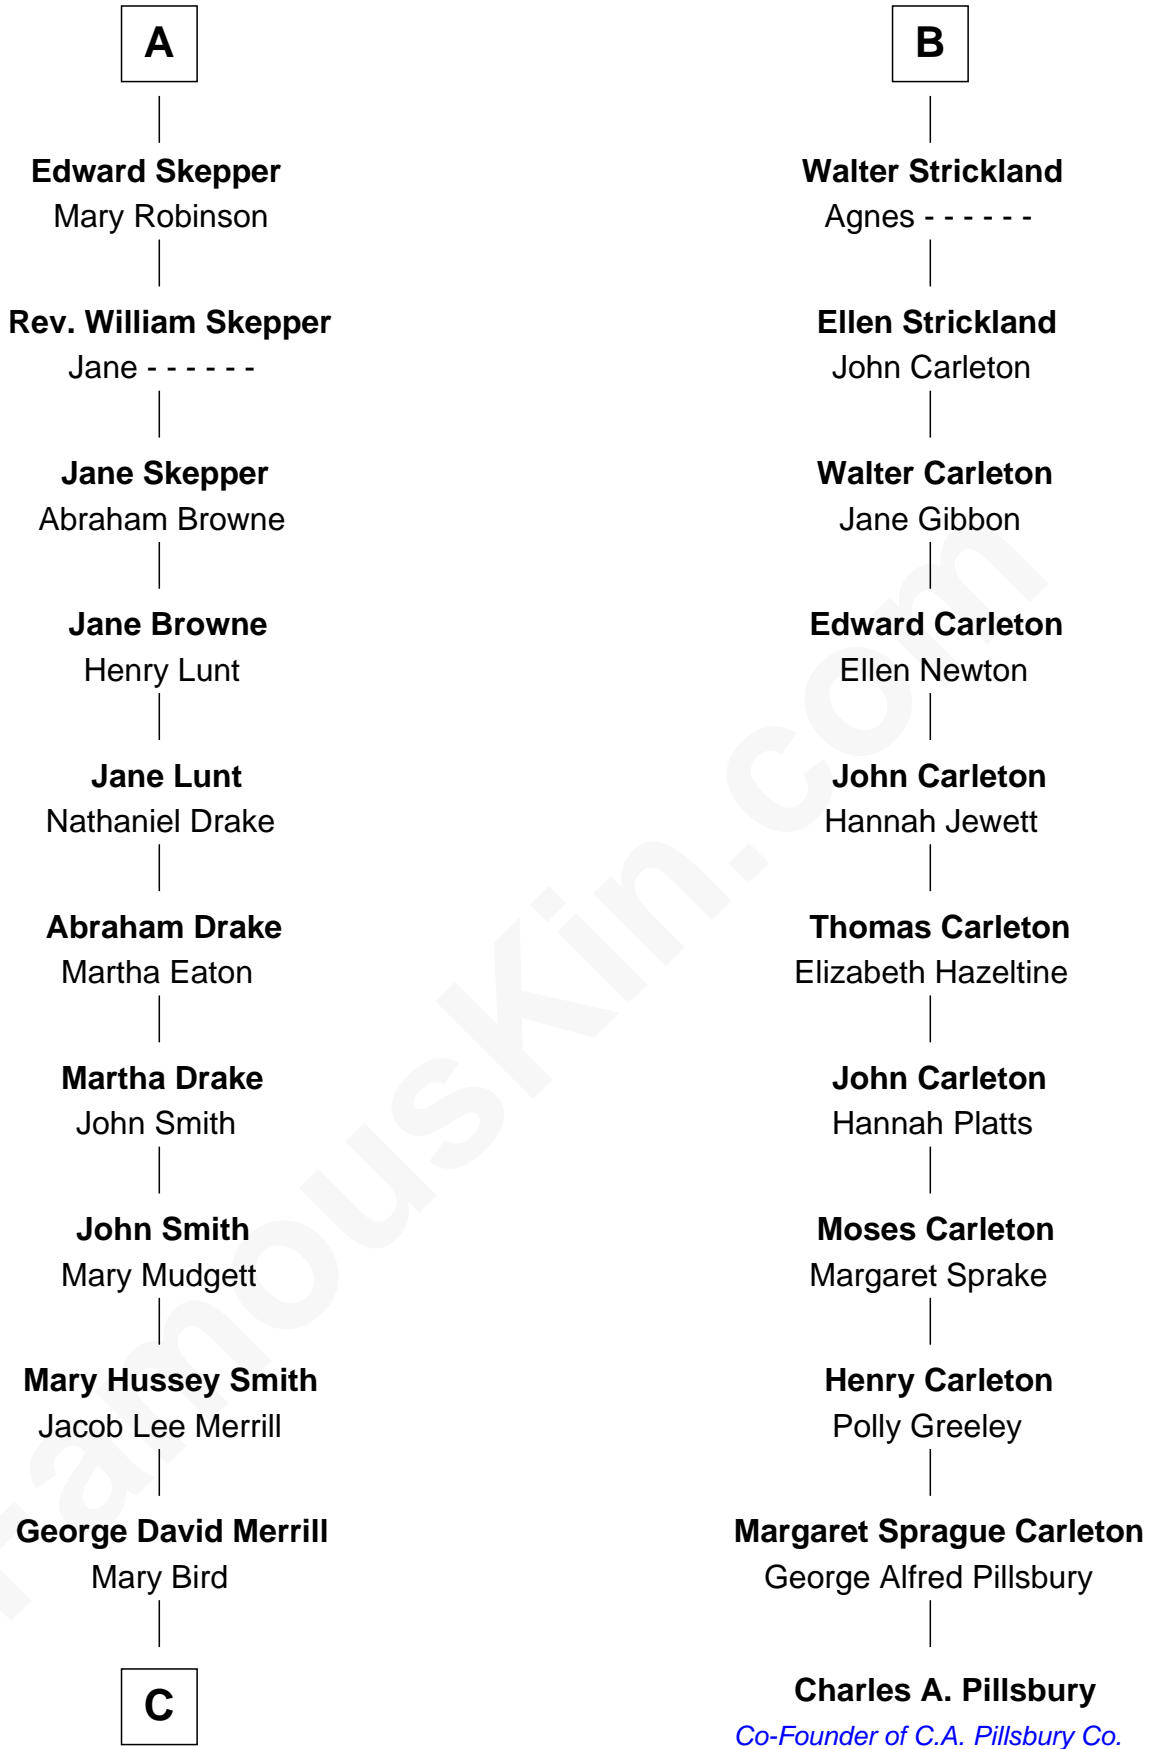 A
Edward Skepper
Mary Robinson
Rev. William Skepper
Jane - - - - - -
Jane Skepper
Abraham Browne
Jane Browne
Henry Lunt
Jane Lunt
Nathaniel Drake
Abraham Drake
Martha Eaton
Martha Drake
John Smith
John Smith
Mary Mudgett
Mary Hussey Smith
Jacob Lee Merrill
George David Merrill
Mary Bird
C
B
Walter Strickland
Agnes - - - - - -
Ellen Strickland
John Carleton
Walter Carleton
Jane Gibbon
Edward Carleton
Ellen Newton
John Carleton
Hannah Jewett
Thomas Carleton
Elizabeth Hazeltine
John Carleton
Hannah Platts
Moses Carleton
Margaret Sprake
Henry Carleton
Polly Greeley
Margaret Sprague Carleton
George Alfred Pillsbury
Charles A. Pillsbury
Co-Founder of C.A. Pillsbury Co.
FamousKin.com